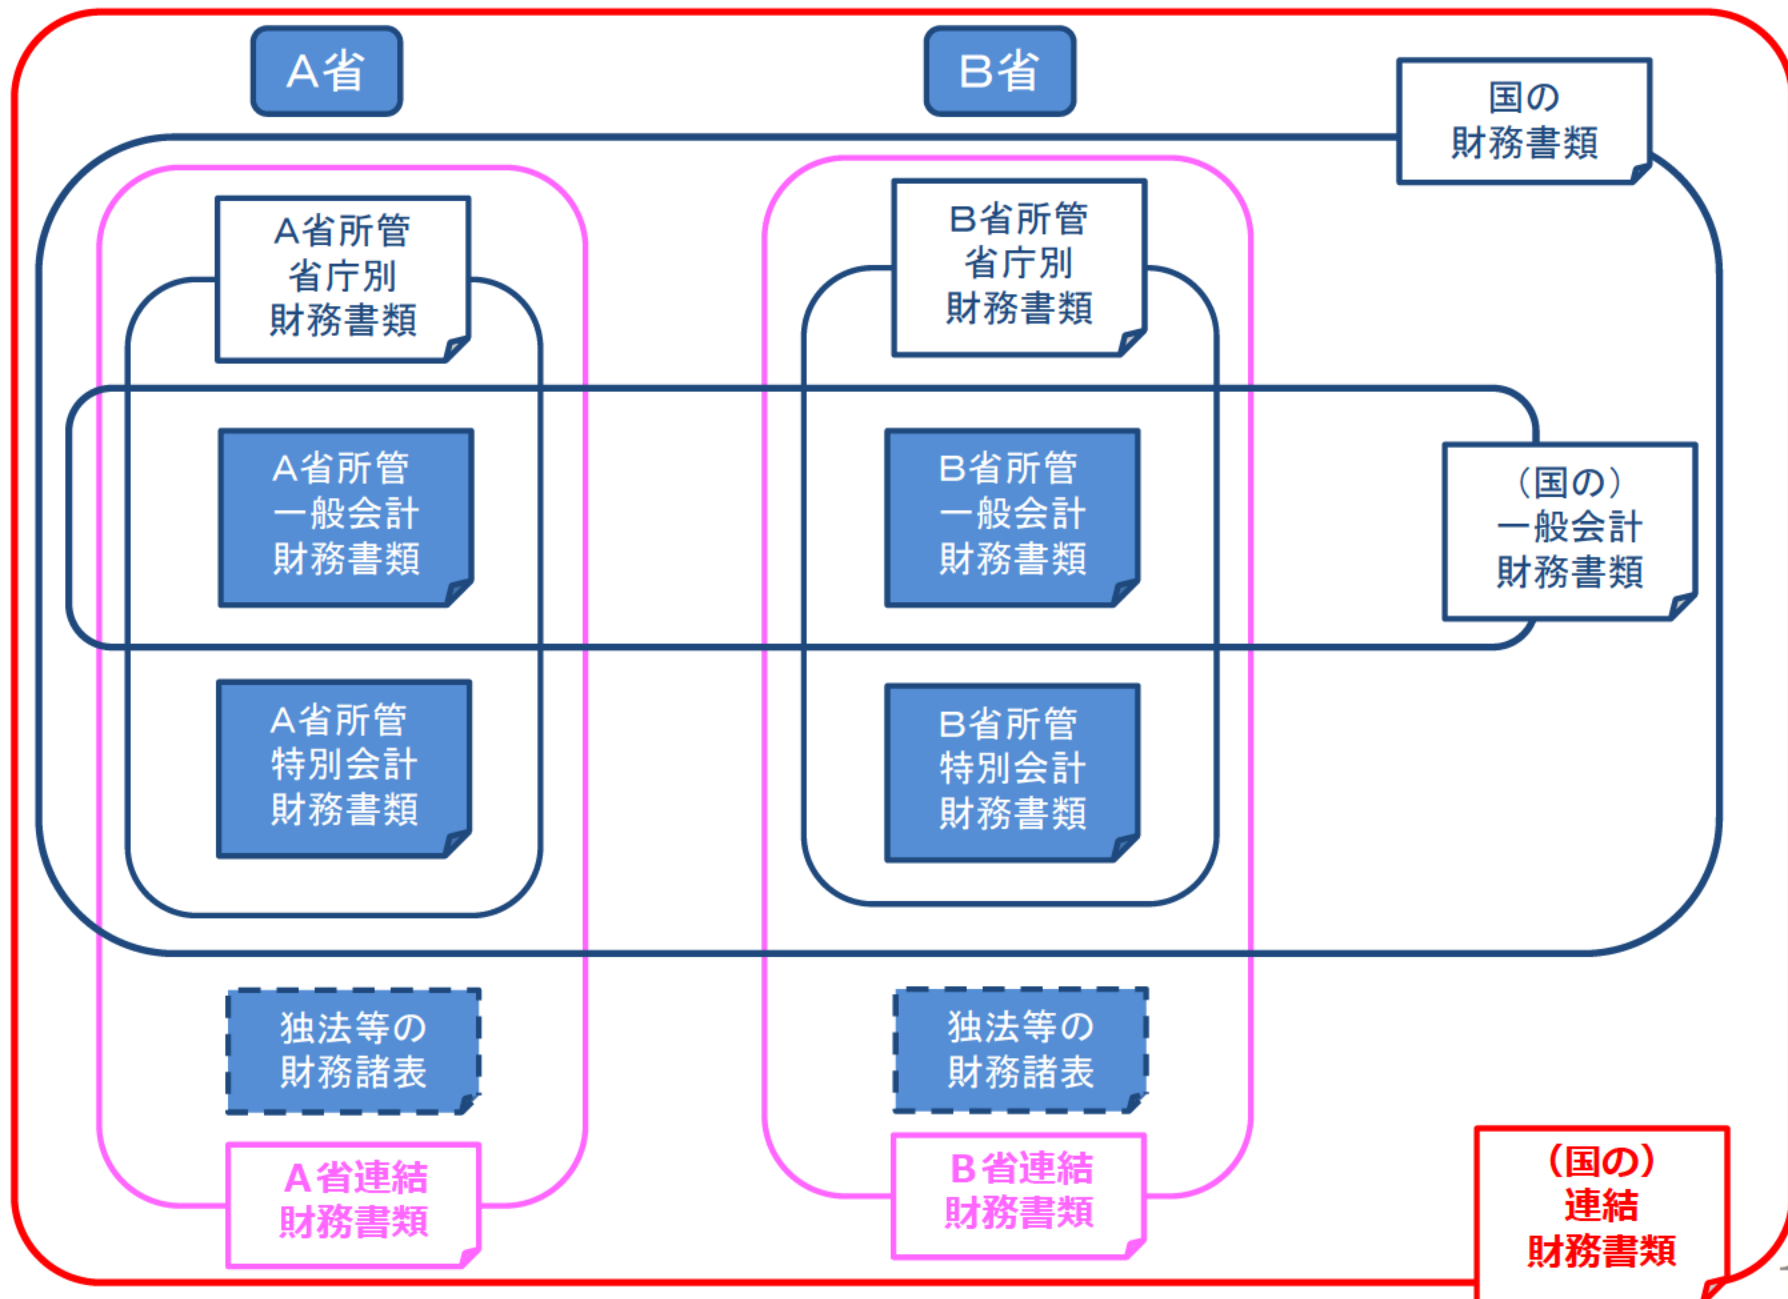 A省
B省
国の
財務書類
A省所管
省庁別
財務書類
B省所管
省庁別
財務書類
A省所管
一般会計
財務書類
B省所管
一般会計
財務書類
(国の)
一般会計
財務書類
A省所管
特別会計
財務書類
B省所管
特別会計
財務書類
独法等の
財務諸表
独法等の
財務諸表
A省連結
財務書類
B省連結
財務書類
(国の)
連結
財務書類